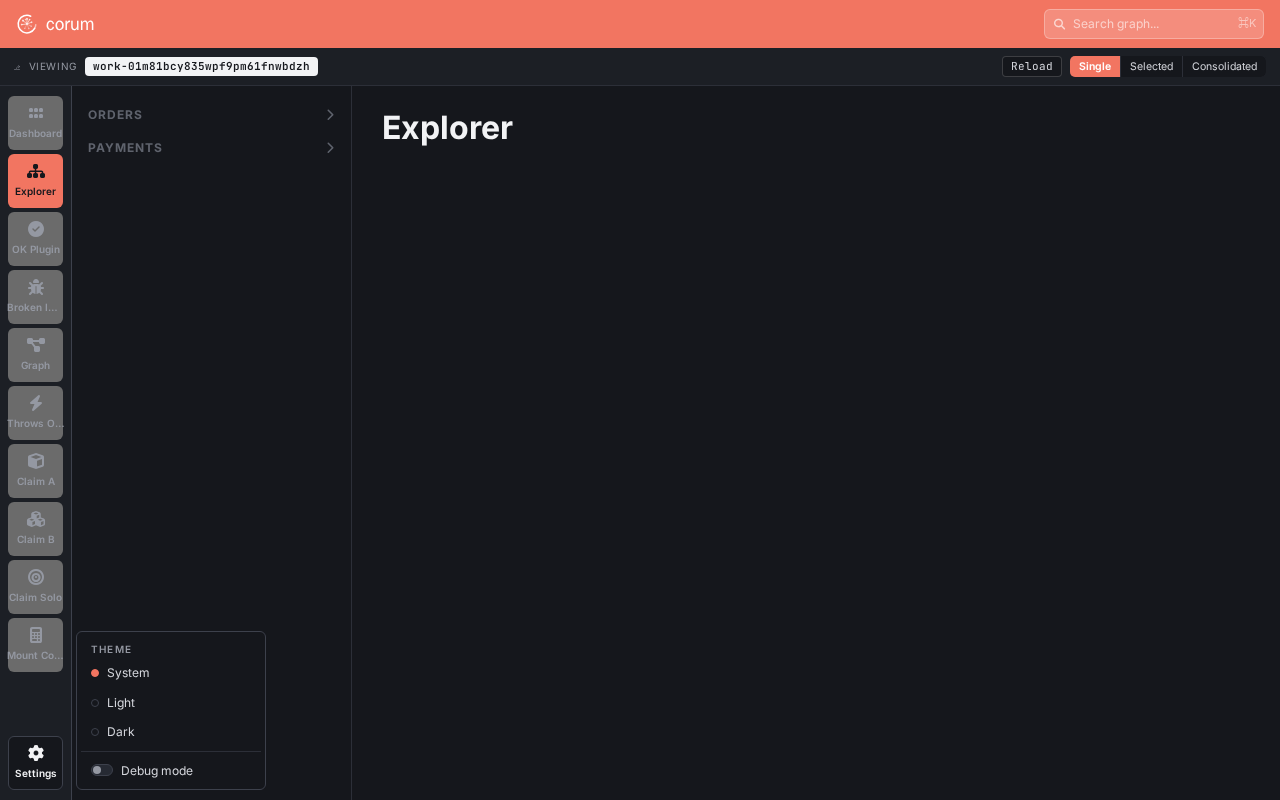 corum
Search graph...
⌘K
VIEWING
work-01m81bcy835wpf9pm61fnwbdzh
Reload
Single
Selected
Consolidated
Dashboard
Explorer
OK Plugin
Broken I...
Graph
Throws O...
Claim A
Claim B
Claim Solo
Mount Co...
Settings
ORDERS
PAYMENTS
Explorer
THEME
System
Light
Dark
Debug mode